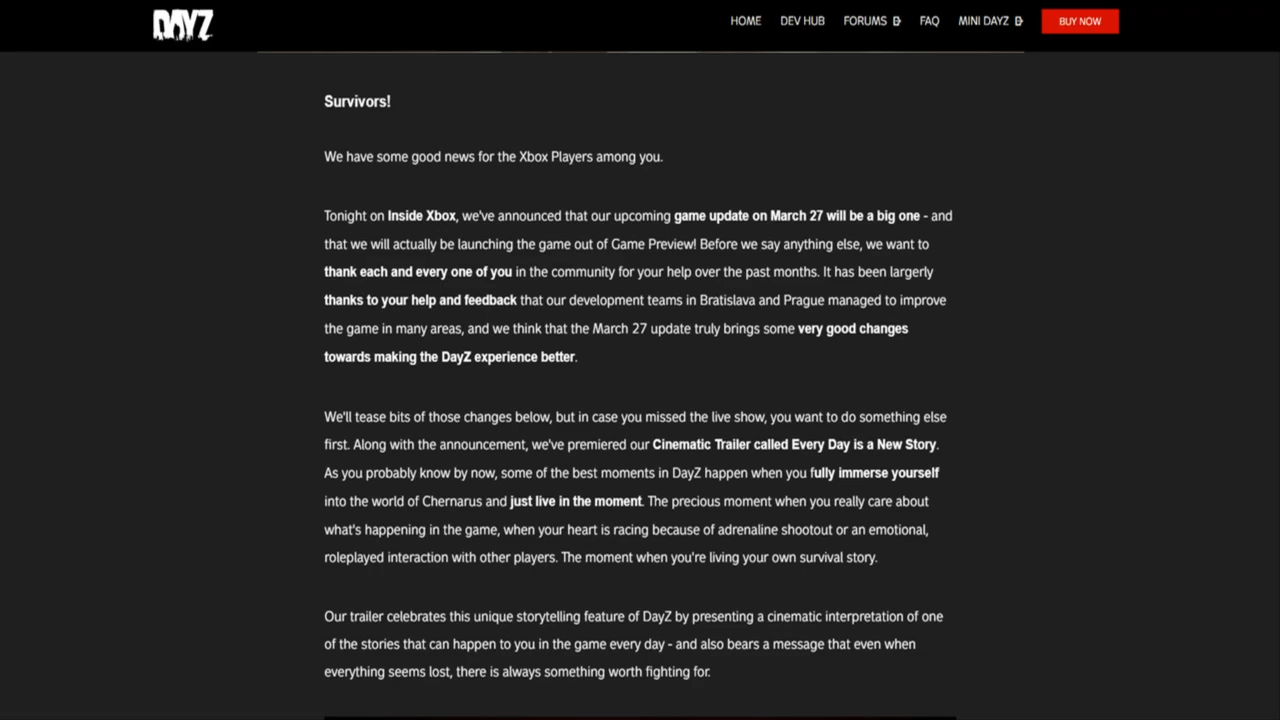 DAYZ
HOME DEV HUB FORUMS FAQ MINI DAYZ BUY NOW
Survivors!
We have some good news for the Xbox Players among you.
Tonight on Inside Xbox, we've announced that our upcoming game update on March 27 will be a big one - and
that we will actually be launching the game out of Game Preview! Before we say anything else, we want to
thank each and every one of you in the community for your help over the past months. It has been largerly
thanks to your help and feedback that our development teams in Bratislava and Prague managed to improve
the game in many areas, and we think that the March 27 update truly brings some very good changes
towards making the DayZ experience better.
We'll tease bits of those changes below, but in case you missed the live show, you want to do something else
first. Along with the announcement, we've premiered our Cinematic Trailer called Every Day is a New Story.
As you probably know by now, some of the best moments in DayZ happen when you fully immerse yourself
into the world of Chernarus and just live in the moment. The precious moment when you really care about
what's happening in the game, when your heart is racing because of adrenaline shootout or an emotional,
roleplayed interaction with other players. The moment when you're living your own survival story.
Our trailer celebrates this unique storytelling feature of DayZ by presenting a cinematic interpretation of one
of the stories that can happen to you in the game every day - and also bears a message that even when
everything seems lost, there is always something worth fighting for.